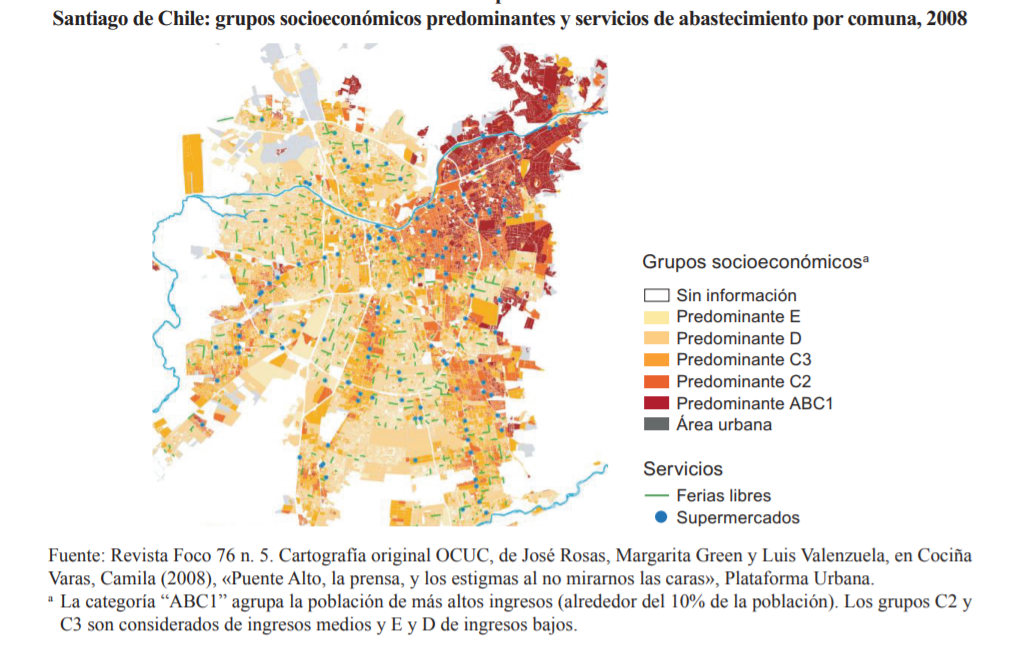 Santiago de Chile: grupos socioeconómicos predominantes y servicios de abastecimiento por comuna, 2008
Grupos socioeconómicosª
Sin información
Predominante E
Predominante D
Predominante C3
Predominante C2
Predominante ABC1
Área urbana
Servicios
Ferias libres
Supermercados
Fuente: Revista Foco 76 n. 5. Cartografía original OCUC, de José Rosas, Margarita Green y Luis Valenzuela, en Cociña
Varas, Camila (2008), «Puente Alto, la prensa, y los estigmas al no mirarnos las caras», Plataforma Urbana.
ª La categoría “ABC1” agrupa la población de más altos ingresos (alrededor del 10% de la población). Los grupos C2 y
C3 son considerados de ingresos medios y E y D de ingresos bajos.